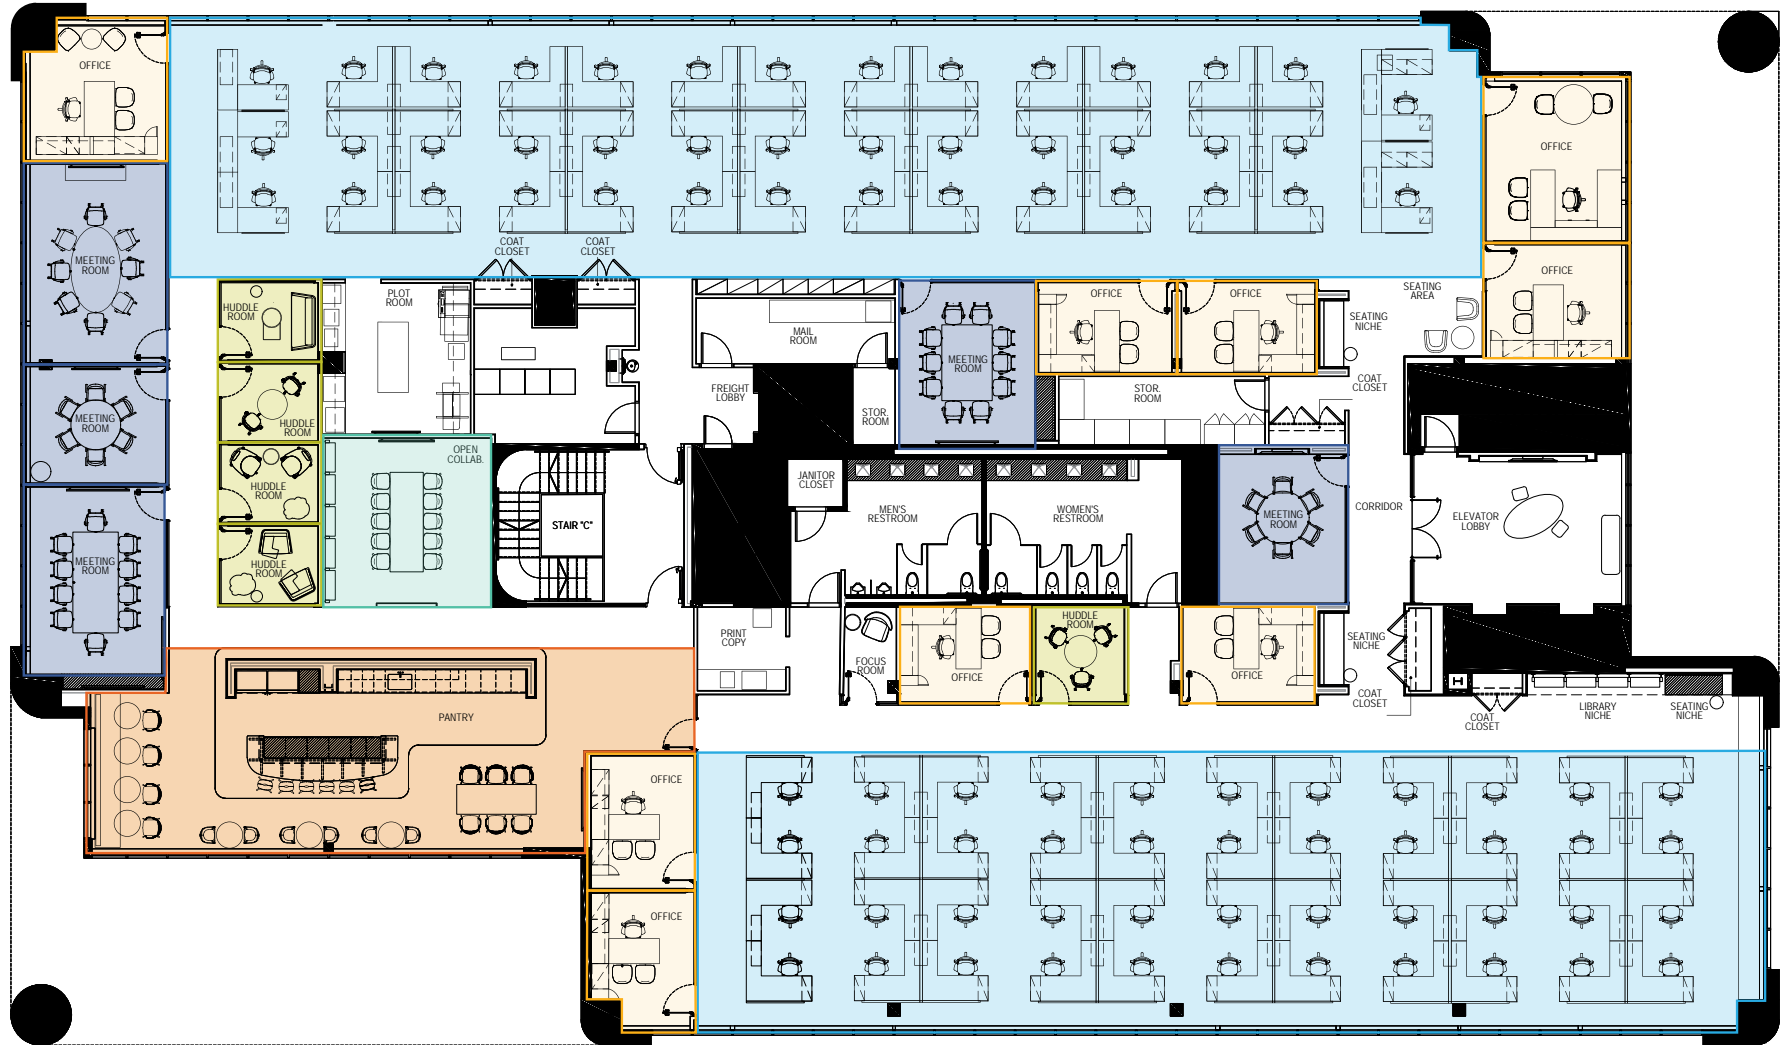 OFFICE
OFFICE
COAT
CLOSET
COAT
CLOSET
MEETING
ROOM
OFFICE
HUDDLE
ROOM
PLOT
ROOM
MAIL
ROOM
OFFICE
OFFICE
SEATING
AREA
SEATING
NICHE
MEETING
ROOM
FREIGHT
LOBBY
STOR.
ROOM
STOR.
ROOM
COAT
CLOSET
MEETING
ROOM
HUDDLE
ROOM
OPEN
COLLAB.
HUDDLE
ROOM
JANITOR
CLOSET
MEN'S
RESTROOM
WOMEN'S
RESTROOM
MEETING
ROOM
CORRIDOR
ELEVATOR
LOBBY
STAIR "C"
MEETING
ROOM
HUDDLE
ROOM
PRINT
COPY
FOCUS
ROOM
OFFICE
HUDDLE
ROOM
OFFICE
SEATING
NICHE
COAT
CLOSET
COAT
CLOSET
LIBRARY
NICHE
SEATING
NICHE
PANTRY
OFFICE
OFFICE